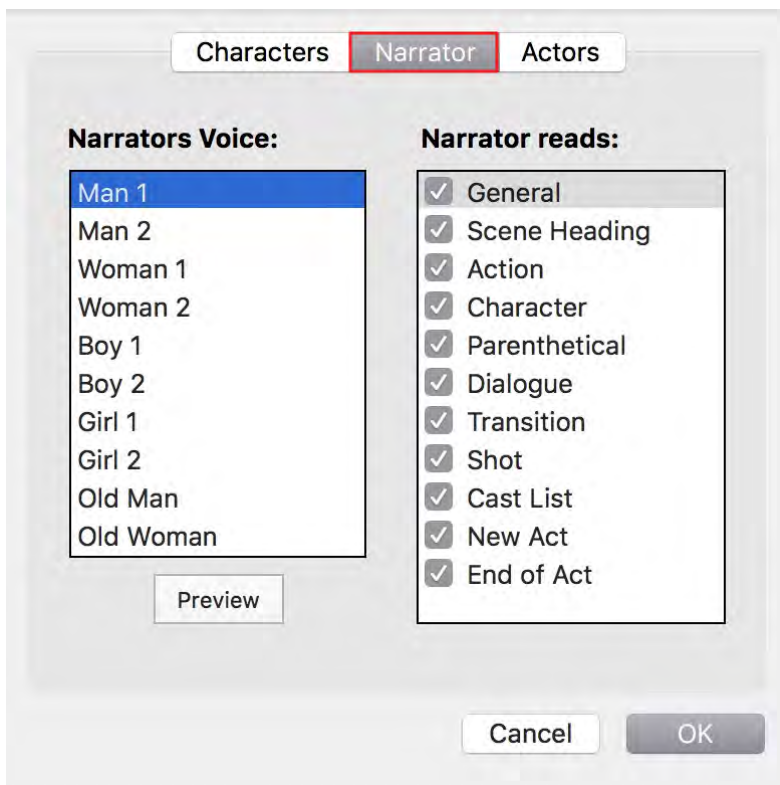 Characters Narrator Actors
Narrators Voice:
Man 1
Man 2
Woman 1
Woman 2
Boy 1
Boy 2
Girl 1
Girl 2
Old Man
Old Woman
Preview
Narrator reads:
General
Scene Heading
Action
Character
Parenthetical
Dialogue
Transition
Shot
Cast List
New Act
End of Act
Cancel OK